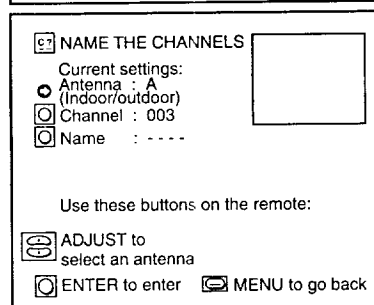 C7 NAME THE CHANNELS
Current settings:
Antenna : A
(Indoor/outdoor)
Channel : 003
Name : - - - -
Use these buttons on the remote:
ADJUST to
select an antenna
ENTER to enter MENU to go back